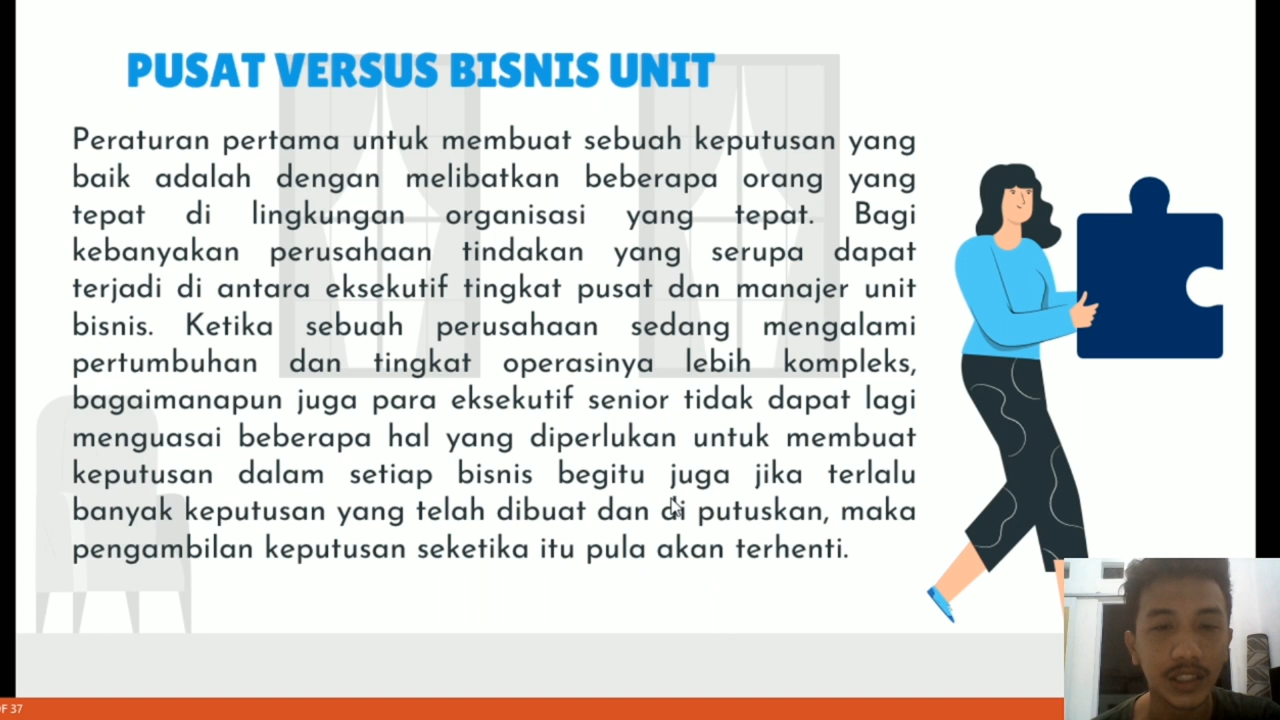 PUSAT VERSUS BISNIS UNIT
Peraturan pertama untuk membuat sebuah keputusan yang
baik adalah dengan melibatkan beberapa orang yang
tepat di lingkungan organisasi yang tepat. Bagi
kebanyakan perusahaan tindakan yang serupa dapat
terjadi di antara eksekutif tingkat pusat dan manajer unit
bisnis. Ketika sebuah perusahaan sedang mengalami
pertumbuhan dan tingkat operasinya lebih kompleks,
bagaimanapun juga para eksekutif senior tidak dapat lagi
menguasai beberapa hal yang diperlukan untuk membuat
keputusan dalam setiap bisnis begitu juga jika terlalu
banyak keputusan yang telah dibuat dan di putuskan, maka
pengambilan keputusan seketika itu pula akan terhenti.
F 37